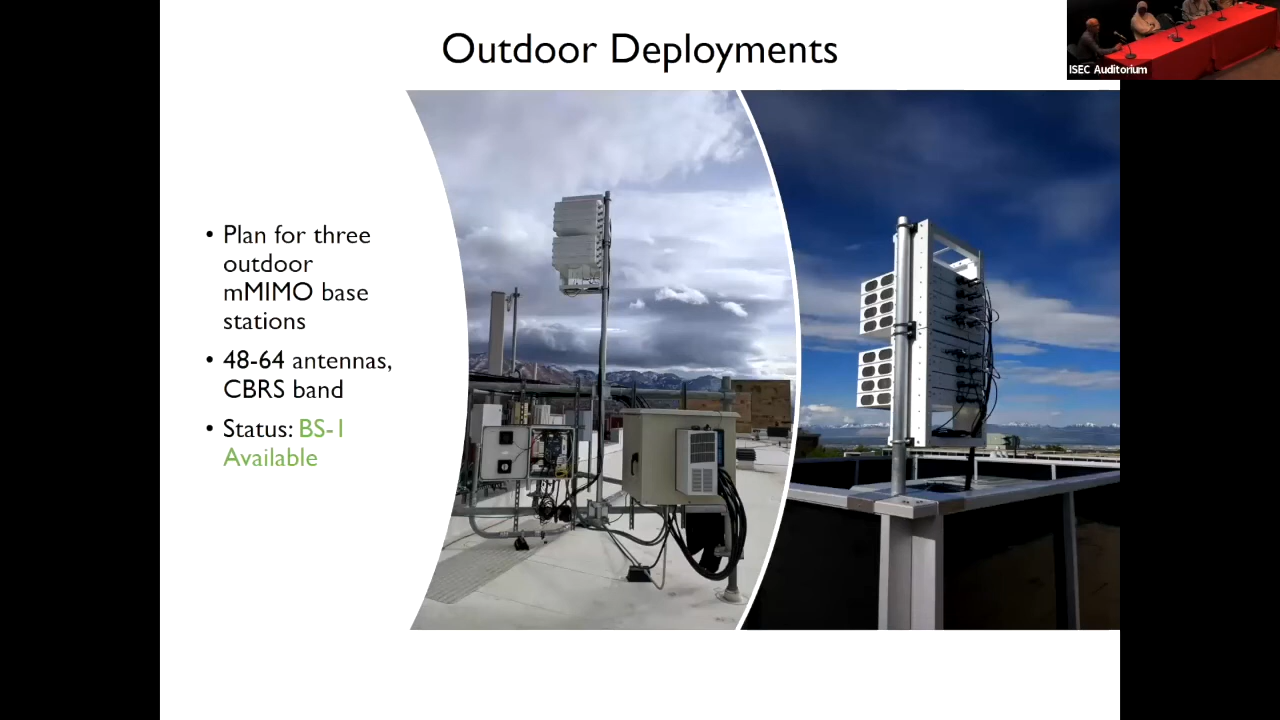 Outdoor Deployments
ISEC Auditorium
• Plan for three
outdoor
mMIMO base
stations
• 48-64 antennas,
CBRS band
• Status: BS-1
Available